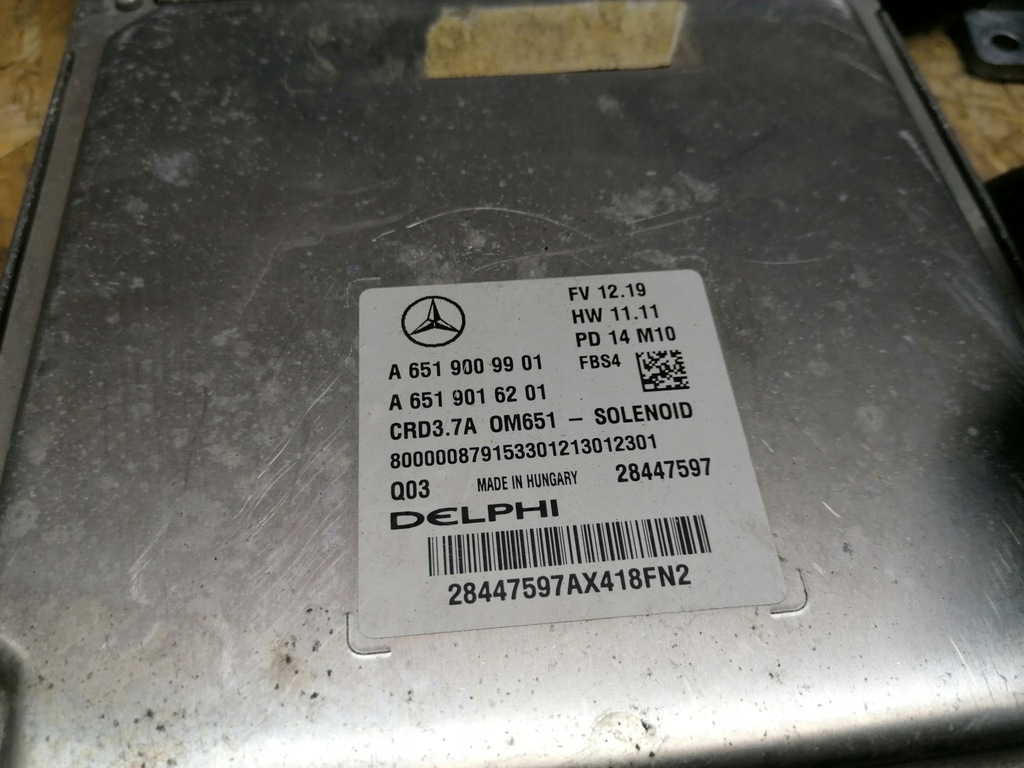 FV 12.19
HW 11.11
PD 14 M10
FBS4
A 651 900 99 01
A 651 901 62 01
CRD3.7A OM651 – SOLENOID
800000879153301213012301
Q03 MADE IN HUNGARY 28447597
DELPHI
28447597AX418FN2